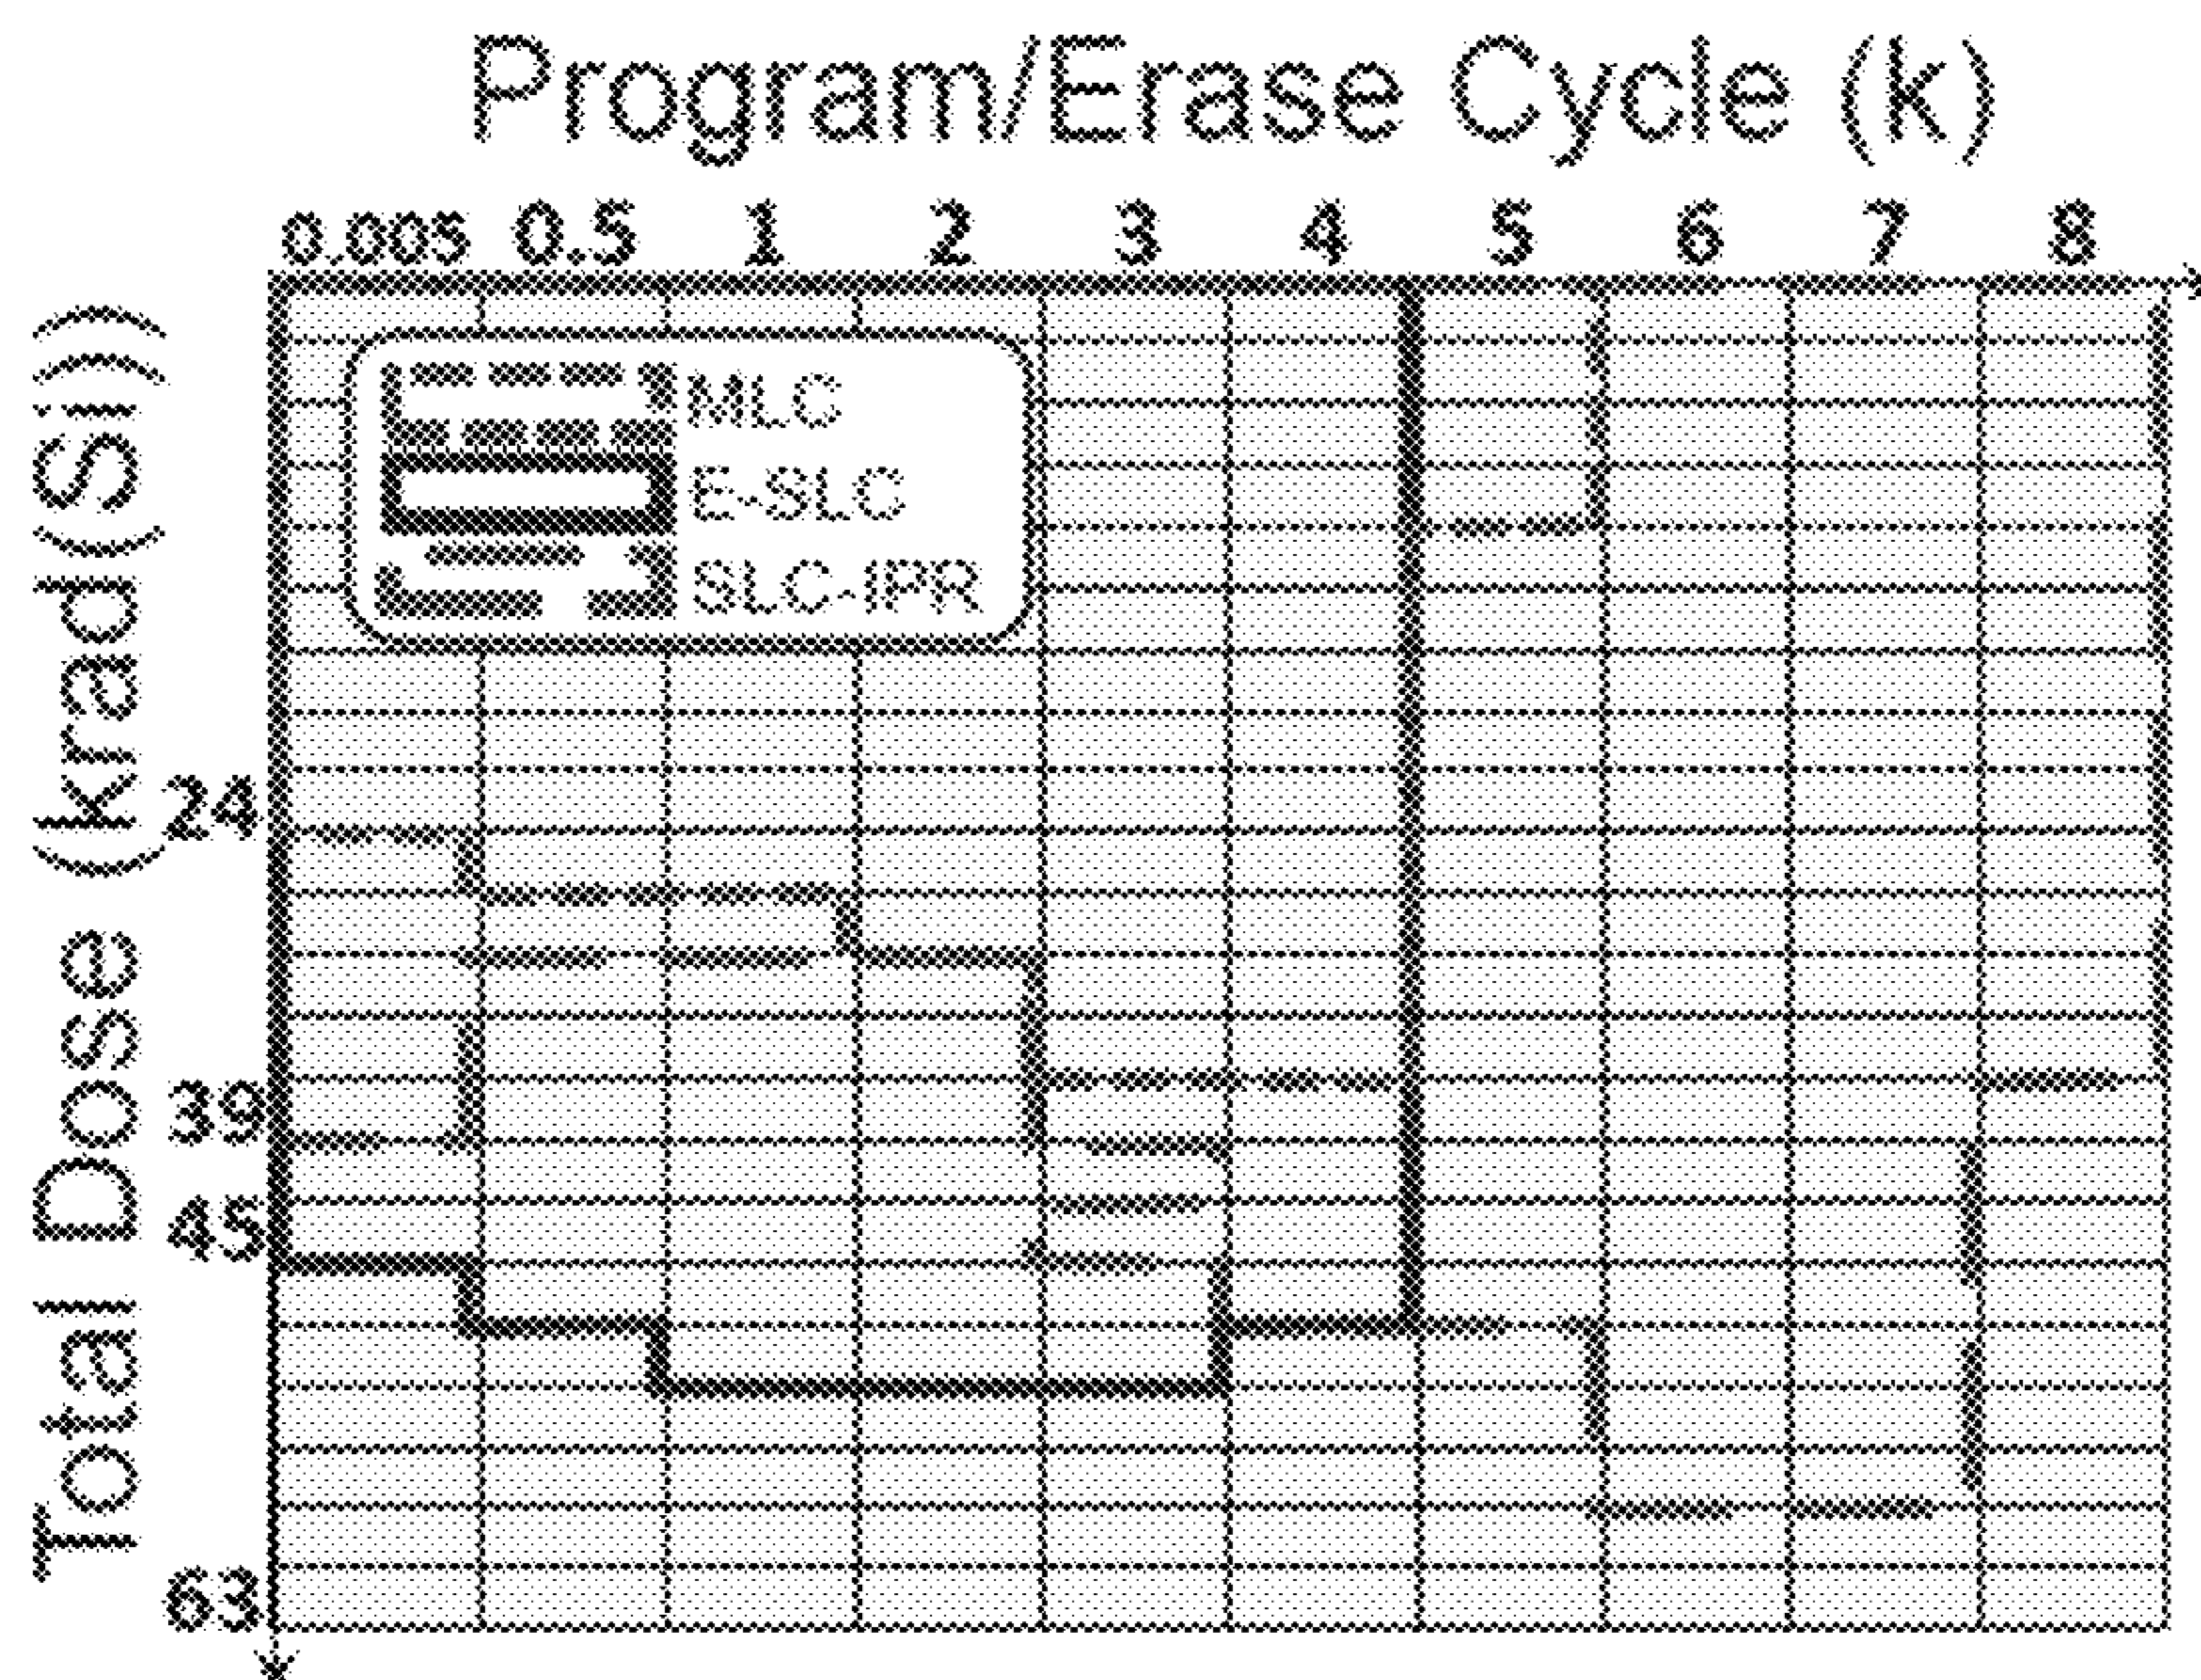 Program/Erase Cycle (k)
0.005 0.5 1 2 3 4 5 6 7 8
Total Dose (krad(Si))
MLC
E-SLC
SLC-IPR
24
39
45
63